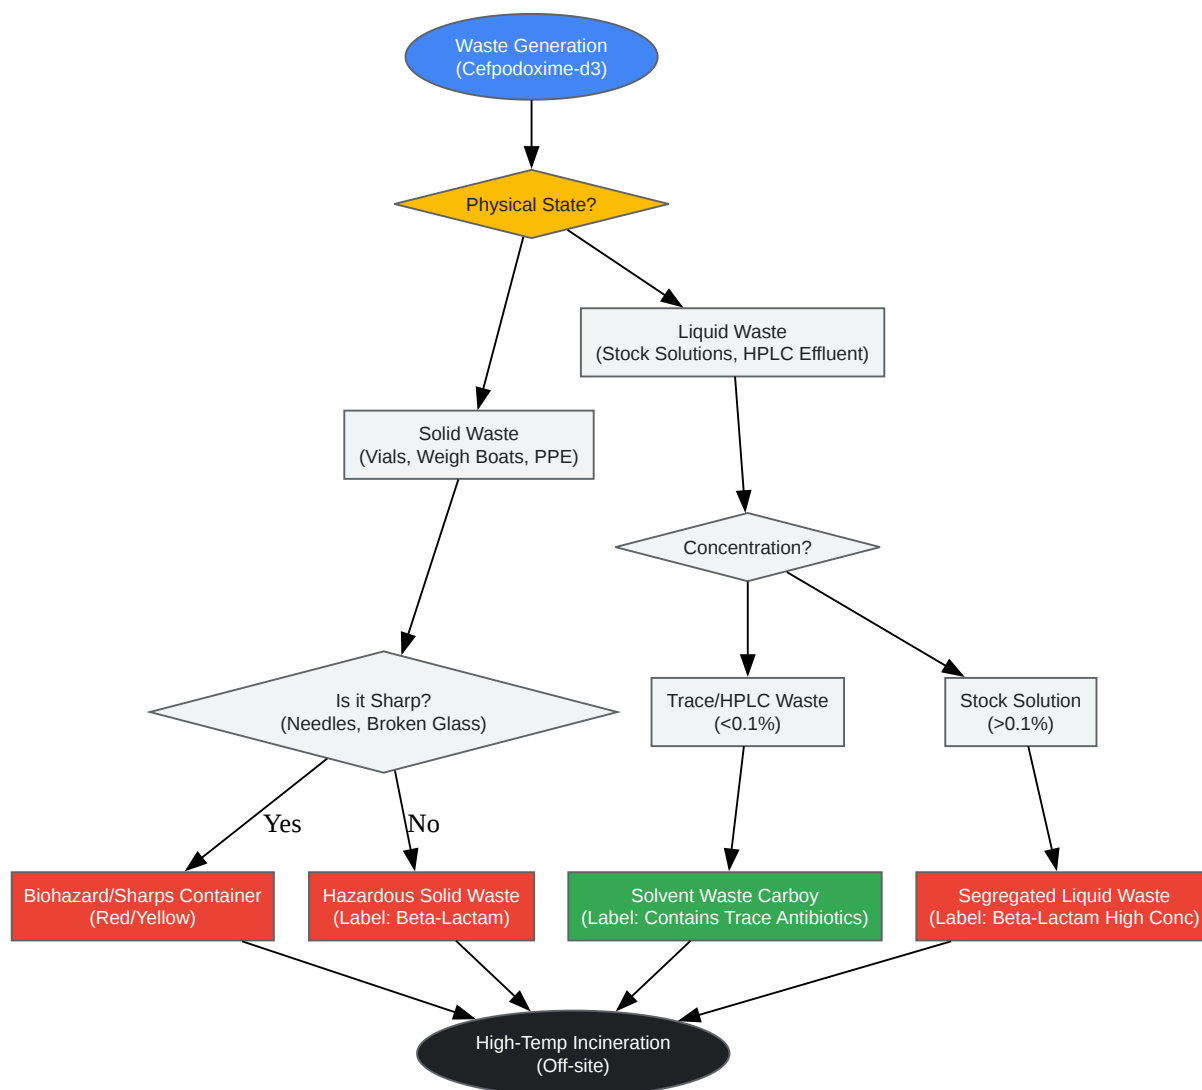 Waste Generation
(Cefpodoxime-d3)
Physical State?
Liquid Waste
(Stock Solutions, HPLC Effluent)
Solid Waste
(Vials, Weigh Boats, PPE)
Concentration?
Is it Sharp?
(Needles, Broken Glass)
Trace/HPLC Waste
(<0.1%)
Stock Solution
(>0.1%)
Yes
No
Biohazard/Sharps Container
(Red/Yellow)
Hazardous Solid Waste
(Label: Beta-Lactam)
Solvent Waste Carboy
(Label: Contains Trace Antibiotics)
Segregated Liquid Waste
(Label: Beta-Lactam High Conc)
High-Temp Incineration
(Off-site)